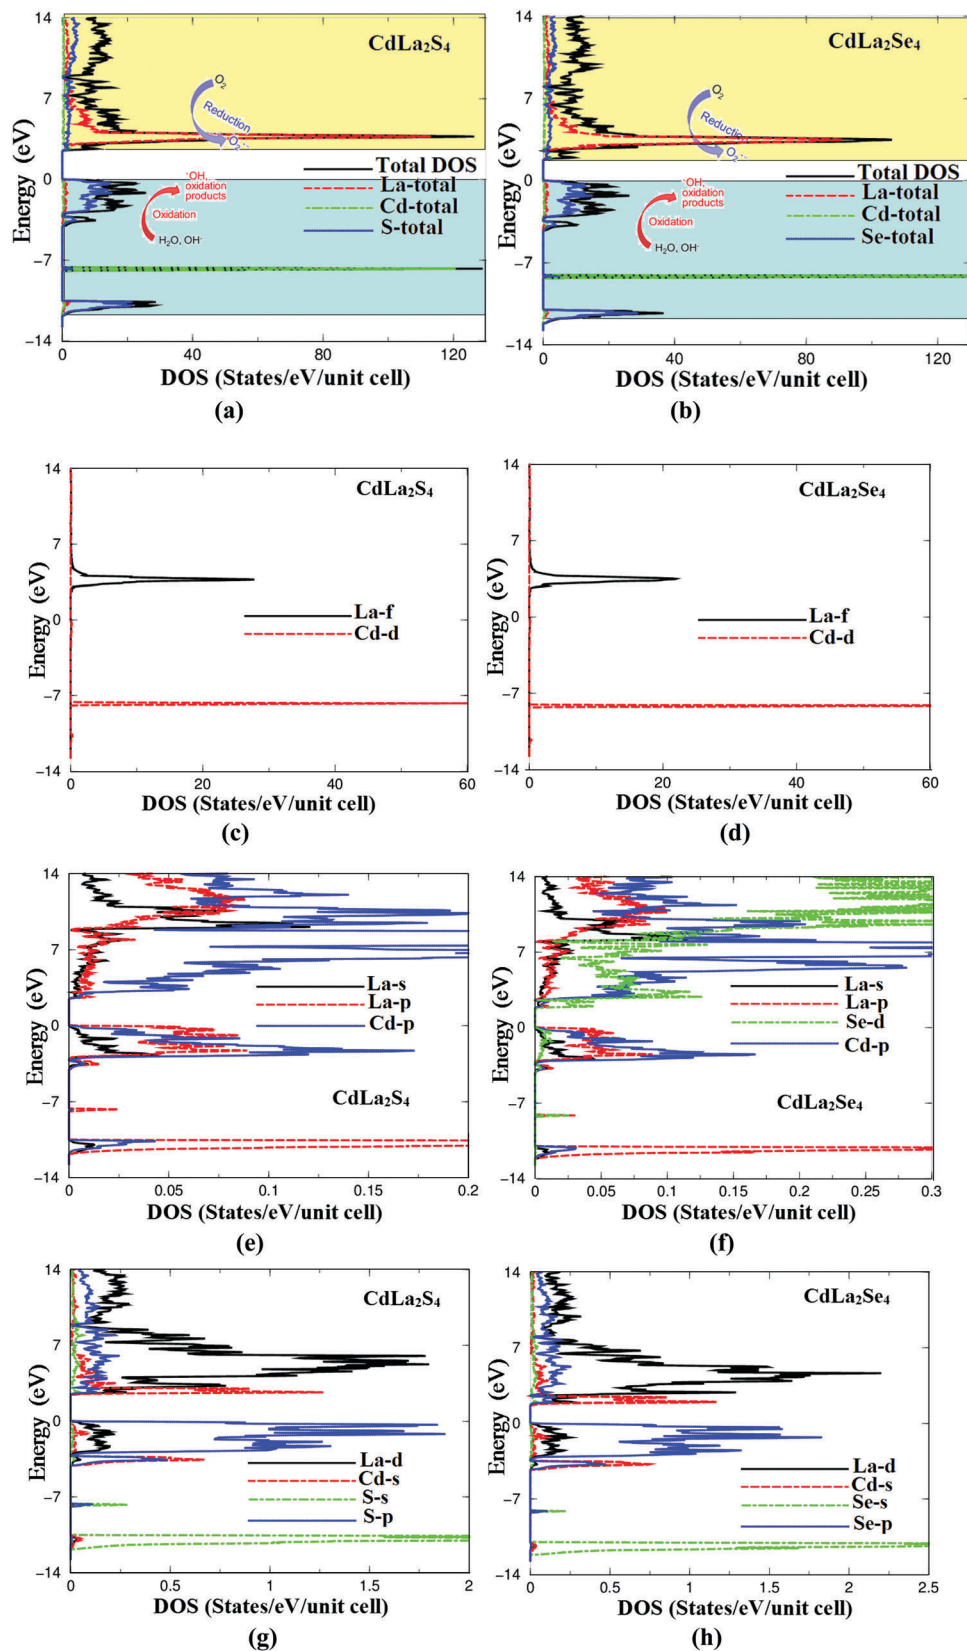 CdLa₂S₄
O₂
Reduction
O₂˙⁻
Total DOS
La-total
Cd-total
S-total
˙OH,
oxidation
products
Oxidation
H₂O, OH⁻
Energy (eV)
14
7
0
−7
−14
0 40 80 120
DOS (States/eV/unit cell)
(a)
CdLa₂Se₄
O₂
Reduction
O₂˙⁻
Total DOS
La-total
Cd-total
Se-total
˙OH,
oxidation
products
Oxidation
H₂O, OH⁻
Energy (eV)
14
7
0
−7
−14
0 20 40 60 80 100 120
DOS (States/eV/unit cell)
(b)
CdLa₂S₄
La-f
Cd-d
Energy (eV)
14
7
0
−7
−14
0 20 40 60
DOS (States/eV/unit cell)
(c)
CdLa₂Se₄
La-f
Cd-d
Energy (eV)
14
7
0
−7
−14
0 20 40 60
DOS (States/eV/unit cell)
(d)
La-s
La-p
Cd-p
CdLa₂S₄
Energy (eV)
14
7
0
−7
−14
0 0.05 0.1 0.15 0.2
DOS (States/eV/unit cell)
(e)
La-s
La-p
Se-d
Cd-p
CdLa₂Se₄
Energy (eV)
14
7
0
−7
−14
0 0.05 0.1 0.15 0.2 0.25 0.3
DOS (States/eV/unit cell)
(f)
CdLa₂S₄
La-d
Cd-s
S-s
S-p
Energy (eV)
14
7
0
−7
−14
0 0.5 1 1.5 2
DOS (States/eV/unit cell)
(g)
CdLa₂Se₄
La-d
Cd-s
Se-s
Se-p
Energy (eV)
14
7
0
−7
−14
0 0.5 1 1.5 2 2.5
DOS (States/eV/unit cell)
(h)